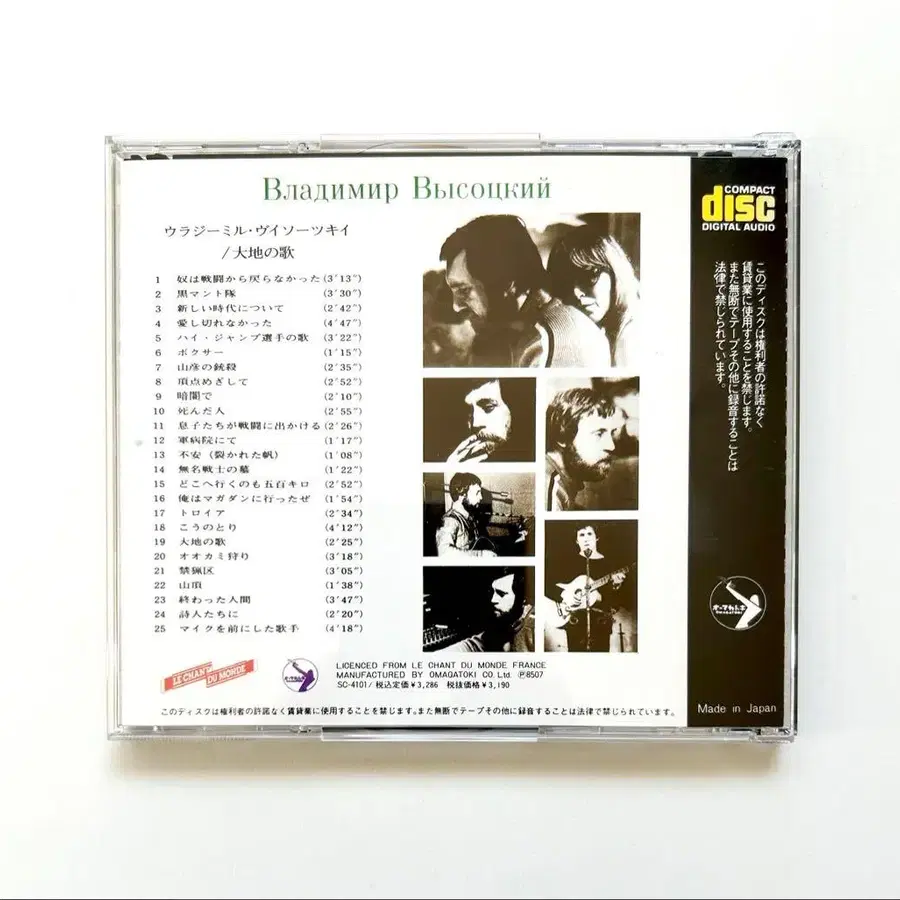 Владимир Высоцкий
ウラジーミル・ヴィソーツキイ
/大地の歌
1 奴は戦闘から戻らなかった (3′13″)
2 黒マント隊 (3′30″)
3 新しい時代について (2′42″)
4 愛し切れなかった (4′47″)
5 ハイ・ジャンプ選手の歌 (3′22″)
6 ボクサー (1′15″)
7 山彦の銃殺 (2′35″)
8 頂点めざして (2′52″)
9 暗闇で (2′10″)
10 死んだ人 (2′55″)
11 息子たちが戦闘に出かける (2′26″)
12 軍病院にて (1′17″)
13 不安(裂かれた帆) (1′08″)
14 無名戦士の墓 (1′22″)
15 どこへ行くのも五百キロ (2′52″)
16 俺はマガダンに行ったぜ (1′54″)
17 トロイア (2′34″)
18 こうのとり (4′12″)
19 大地の歌 (2′25″)
20 オオカミ狩り (3′18″)
21 禁猟区 (3′05″)
22 山頂 (1′38″)
23 終わった人間 (3′47″)
24 詩人たちに (2′20″)
25 マイクを前にした歌手 (4′18″)
LE CHANT
DU MONDE
オーマガトキ
LICENCED FROM LE CHANT DU MONDE FRANCE
MANUFACTURED BY OMAGATOKI CO. Ltd. Ⓟ8507
SC-4101/税込定価¥3,286 税抜価格¥3,190
このディスクは権利者の許諾なく賃貸業に使用することを禁じます。また無断でテープその他に録音することは法律で禁じられています。
COMPACT
disc
DIGITAL AUDIO
このディスクは権利者の許諾なく
賃貸業に使用することを禁じます。
また無断でテープその他に録音することは
法律で禁じられています。
オーマガトキ
OMAGATOKI
Made in Japan